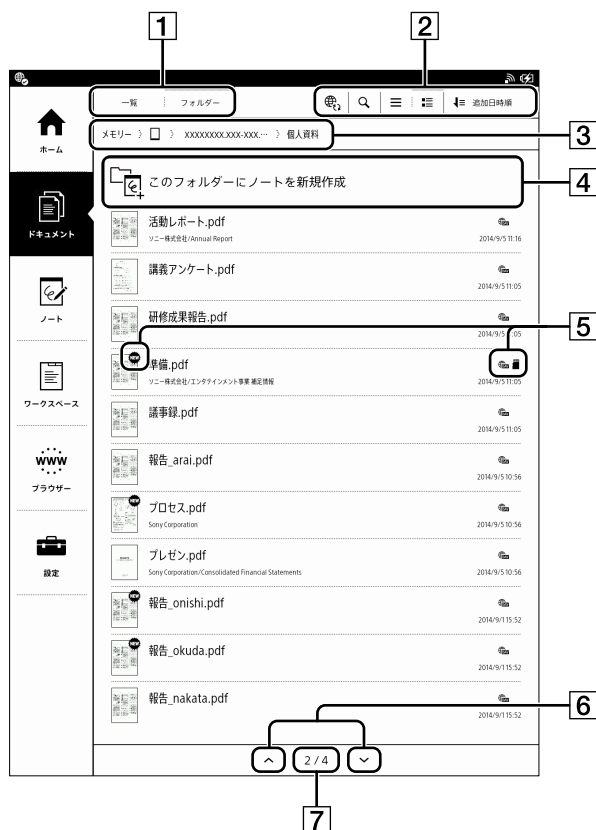 1
2
一覧
フォルダー
追加日時順
3
メモリー 〉 〉 XXXXXXXX.XXX-XXX.… 〉 個人資料
ホーム
4
このフォルダーにノートを新規作成
ドキュメント
活動レポート.pdf
ソニー株式会社/Annual Report
2014/9/5 11:16
講義アンケート.pdf
2014/9/5 11:05
ノート
研修成果報告.pdf
5
NEW
準備.pdf
ソニー株式会社/エンタテインメント事業 補足情報
2014/9/5 11:05
ワークスペース
議事録.pdf
2014/9/5 11:05
WWW
ブラウザー
報告_arai.pdf
2014/9/5 10:56
NEW
プロセス.pdf
Sony Corporation
2014/9/5 10:56
設定
プレゼン.pdf
Sony Corporation/Consolidated Financial Statements
2014/9/5 10:56
NEW
報告_onishi.pdf
2014/9/1 15:52
NEW
報告_okuda.pdf
2014/9/1 15:52
報告_nakata.pdf
2014/9/1 15:52
6
2 / 4
7